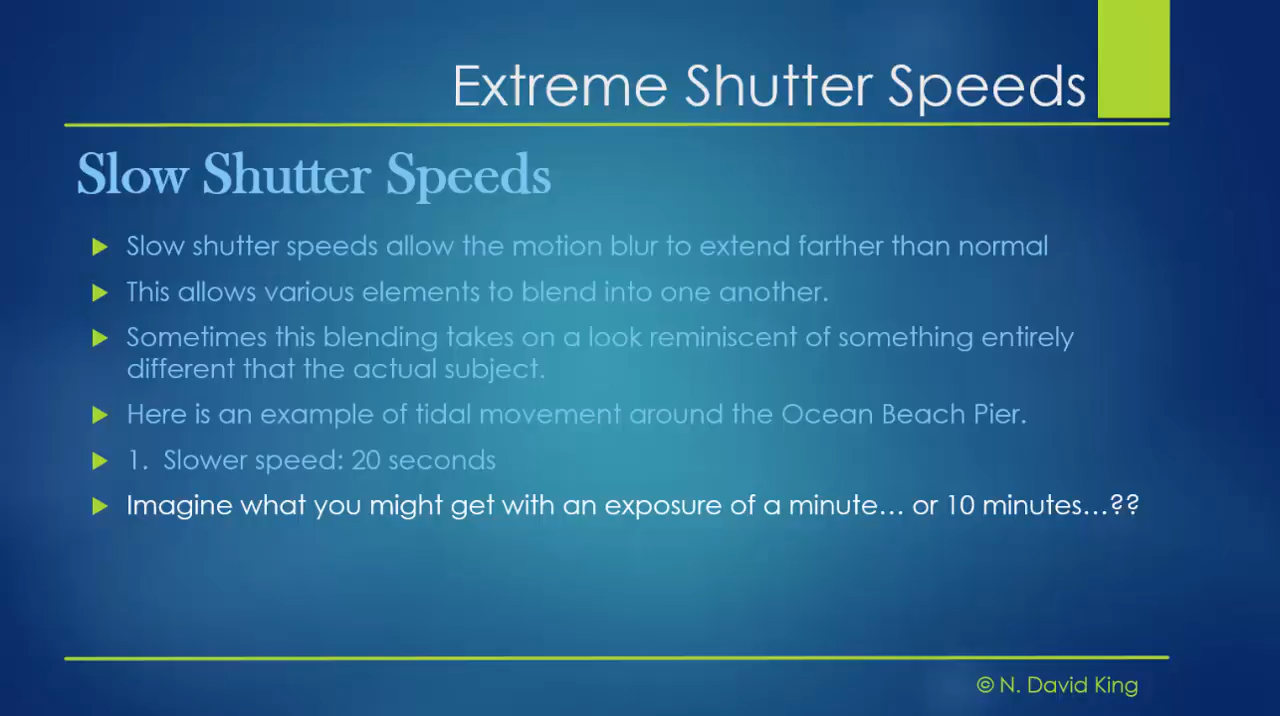 Extreme Shutter Speeds
Slow Shutter Speeds
Slow shutter speeds allow the motion blur to extend farther than normal
This allows various elements to blend into one another.
Sometimes this blending takes on a look reminiscent of something entirely
different that the actual subject.
Here is an example of tidal movement around the Ocean Beach Pier.
1. Slower speed: 20 seconds
Imagine what you might get with an exposure of a minute… or 10 minutes…??
© N. David King